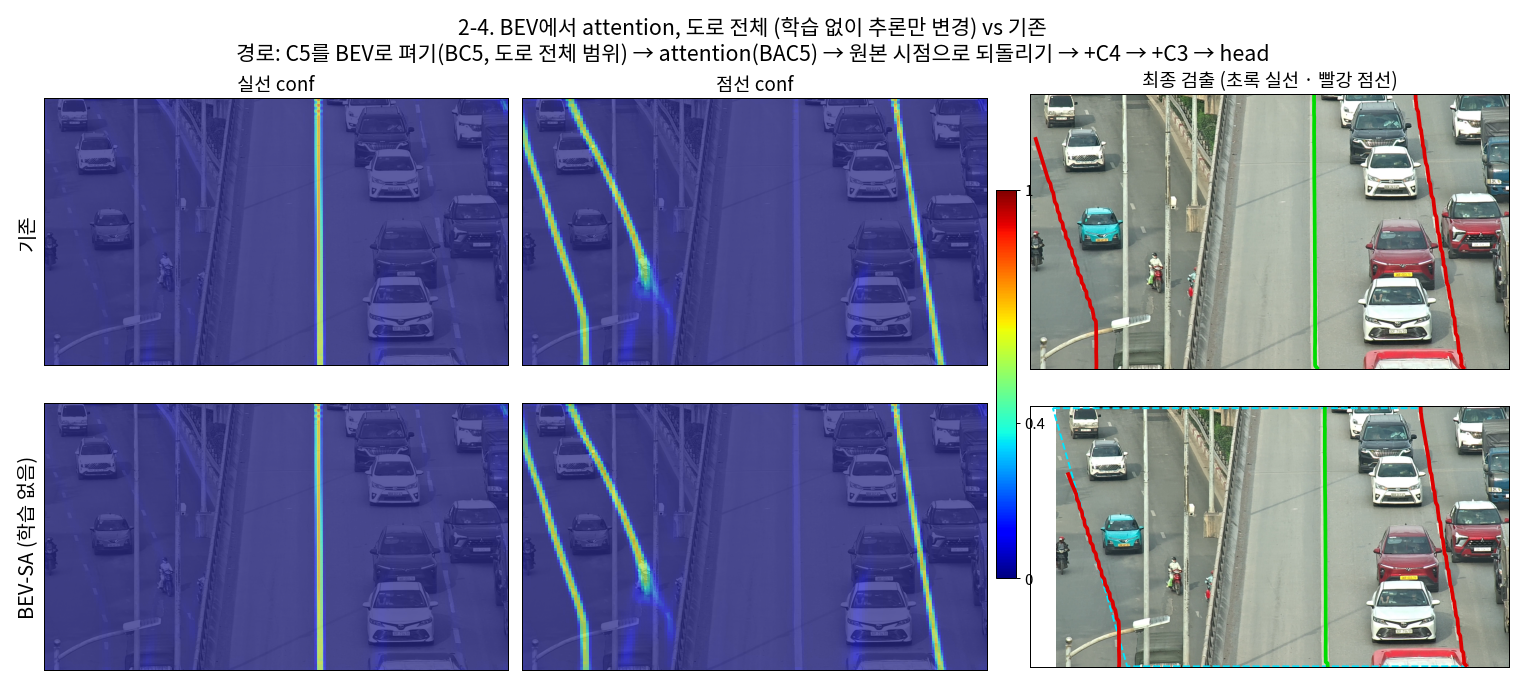 2-4. BEV에서 attention, 도로 전체 (학습 없이 추론만 변경) vs 기존
경로: C5를 BEV로 펴기(BC5, 도로 전체 범위) → attention(BAC5) → 원본 시점으로 되돌리기 → +C4 → +C3 → head
실선 conf
점선 conf
최종 검출 (초록 실선 · 빨강 점선)
기존
1
0.4
0
BEV-SA (학습 없음)